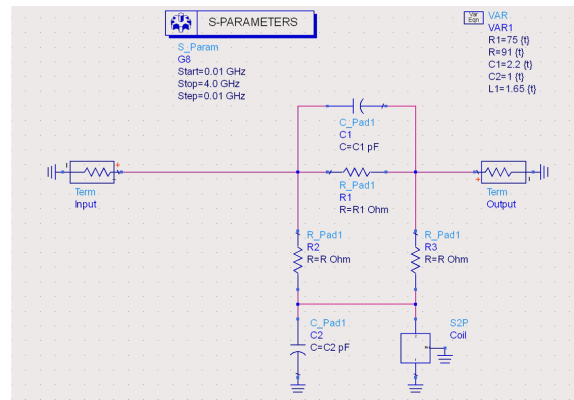 S-PARAMETERS
S_Param
G8
Start=0.01 GHz
Stop=4.0 GHz
Step=0.01 GHz
Var
Eqn
VAR
VAR1
R1=75 {t}
R=91 {t}
C1=2.2 {t}
C2=1 {t}
L1=1.65 {t}
C_Pad1
C1
C=C1 pF
Term
Input
R_Pad1
R1
R=R1 Ohm
Term
Output
R_Pad1
R2
R=R Ohm
R_Pad1
R3
R=R Ohm
C_Pad1
C2
C=C2 pF
S2P
Coil